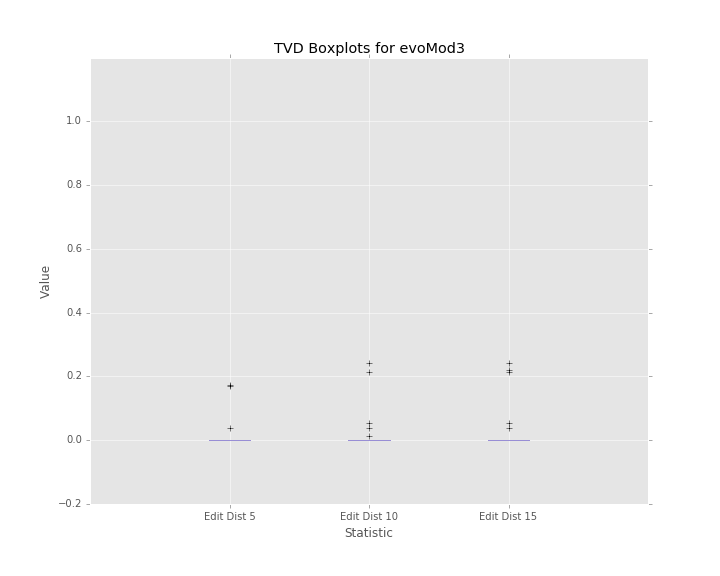 TVD Boxplots for evoMod3
1.0
0.8
0.6
0.4
0.2
0.0
−0.2
Value
Edit Dist 5
Edit Dist 10
Edit Dist 15
Statistic